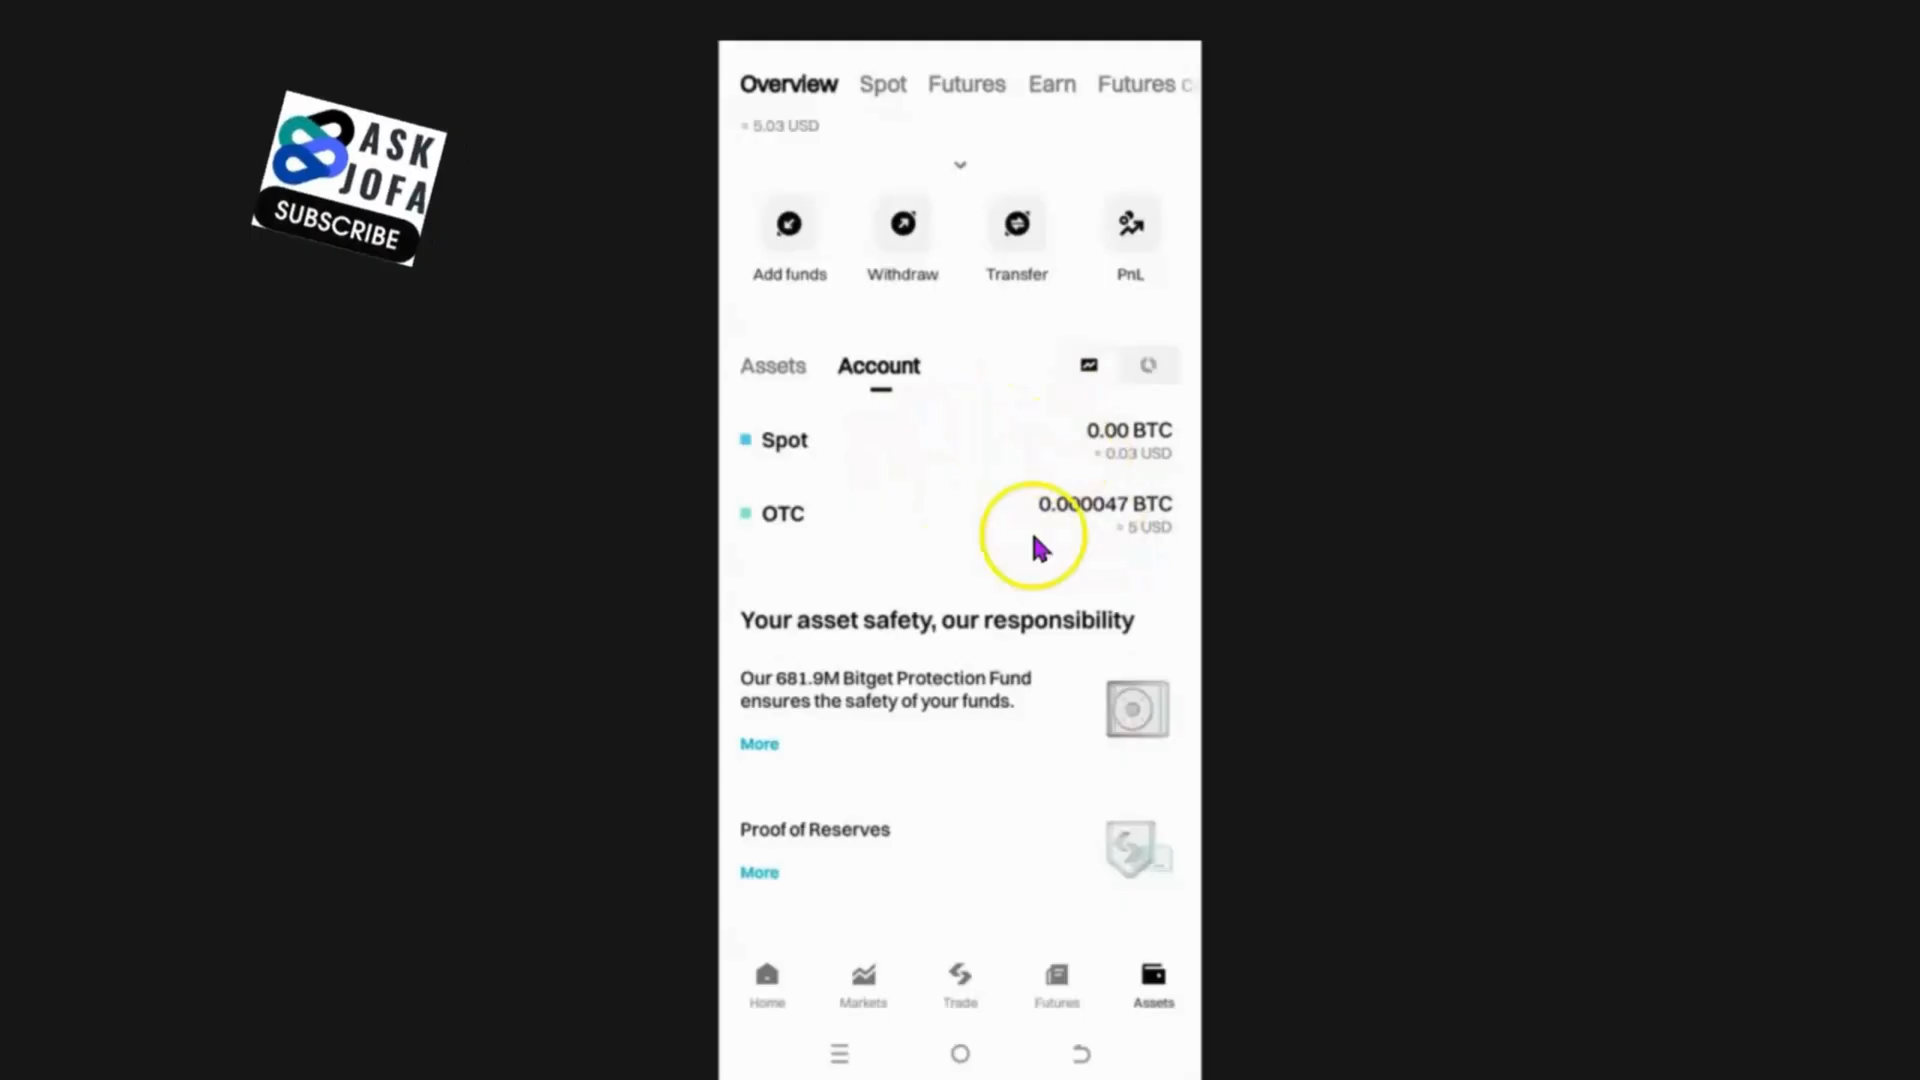 ASK
JOFA
SUBSCRIBE
Overview Spot Futures Earn Futures c
≈ 5.03 USD
Add funds Withdraw Transfer PnL
Assets Account
Spot 0.00 BTC
≈ 0.03 USD
OTC 0.000047 BTC
≈ 5 USD
Your asset safety, our responsibility
Our 681.9M Bitget Protection Fund
ensures the safety of your funds.
More
Proof of Reserves
More
Home Markets Trade Futures Assets